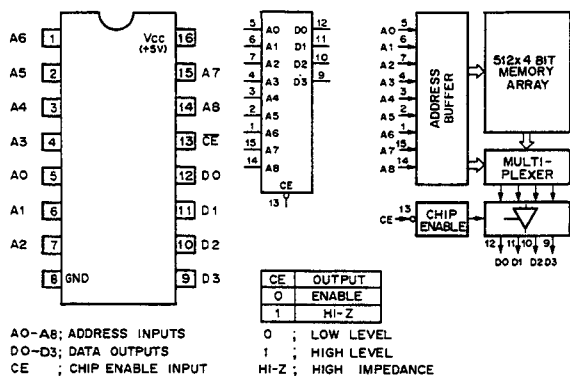 A6 1 VCC (+5V) 16
A5 2 15 A7
A4 3 14 A8
A3 4 13 CE
A0 5 12 D0
A1 6 11 D1
A2 7 10 D2
8 GND 9 D3
5 A0 D0 12
6 A1 D1 11
7 A2 D2 10
4 A3 D3 9
3 A4
2 A5
1 A6
15 A7
14 A8
CE
13
A0 5
A1 6
A2 7
A3 4
A4 3
A5 2
A6 1
A7 15
A8 14
ADDRESS BUFFER
512x4 BIT
MEMORY
ARRAY
MULTI-
PLEXER
CE 13
CHIP
ENABLE
12 11 10 9
D0 D1 D2 D3
CE OUTPUT
0 ENABLE
1 HI-Z
A0-A8; ADDRESS INPUTS
D0~D3; DATA OUTPUTS
CE ; CHIP ENABLE INPUT
0 ; LOW LEVEL
1 ; HIGH LEVEL
HI-Z ; HIGH IMPEDANCE